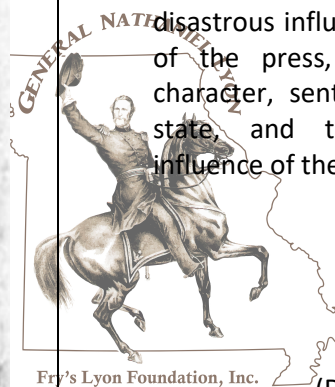 GENERAL NATHANIEL LYON
disastrous influ
of the press,
character, sent
state, and t
influence of the
Fry's Lyon Foundation, Inc.